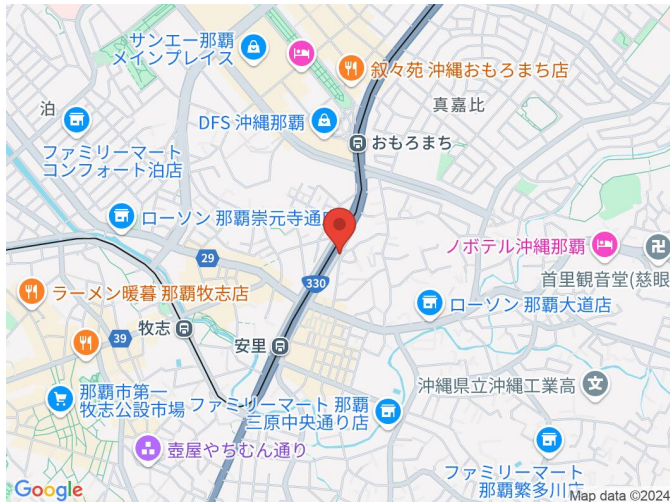 サンエー那覇
メインプレイス
叙々苑 沖縄おもろまち店
真嘉比
泊
DFS 沖縄那覇
おもろまち
ファミリーマート
コンフォート泊店
ローソン 那覇崇元寺通
ノボテル沖縄那覇
29
330
首里観音堂(慈眼
ラーメン暖暮 那覇牧志店
ローソン 那覇大道店
牧志
39
安里
那覇市第一
牧志公設市場
ファミリーマート 那覇
三原中央通り店
沖縄県立沖縄工業高
壺屋やちむん通り
ファミリーマート
那覇繁多川店
Google
Map data ©2024